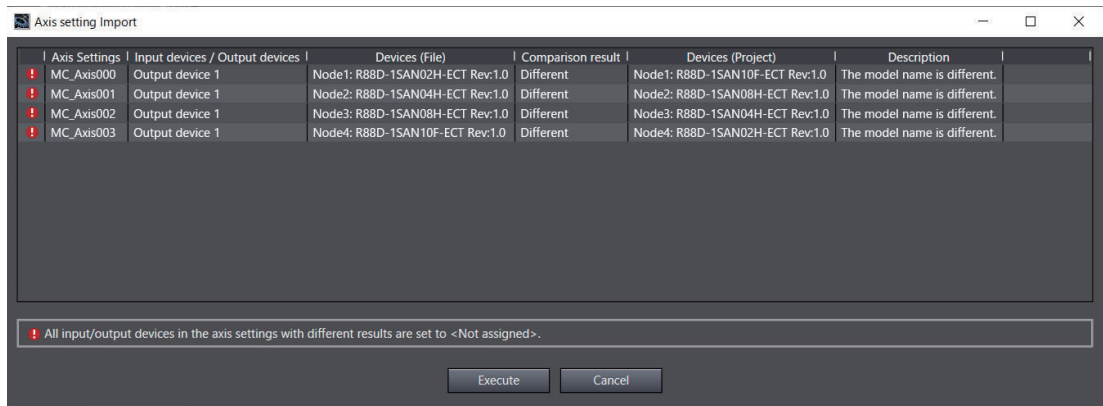 Axis setting Import
Axis Settings Input devices / Output devices Devices (File) Comparison result Devices (Project) Description
MC_Axis000 Output device 1 Node1: R88D-1SAN02H-ECT Rev:1.0 Different Node1: R88D-1SAN10F-ECT Rev:1.0 The model name is different.
MC_Axis001 Output device 1 Node2: R88D-1SAN04H-ECT Rev:1.0 Different Node2: R88D-1SAN08H-ECT Rev:1.0 The model name is different.
MC_Axis002 Output device 1 Node3: R88D-1SAN08H-ECT Rev:1.0 Different Node3: R88D-1SAN04H-ECT Rev:1.0 The model name is different.
MC_Axis003 Output device 1 Node4: R88D-1SAN10F-ECT Rev:1.0 Different Node4: R88D-1SAN02H-ECT Rev:1.0 The model name is different.
All input/output devices in the axis settings with different results are set to <Not assigned>.
Execute Cancel